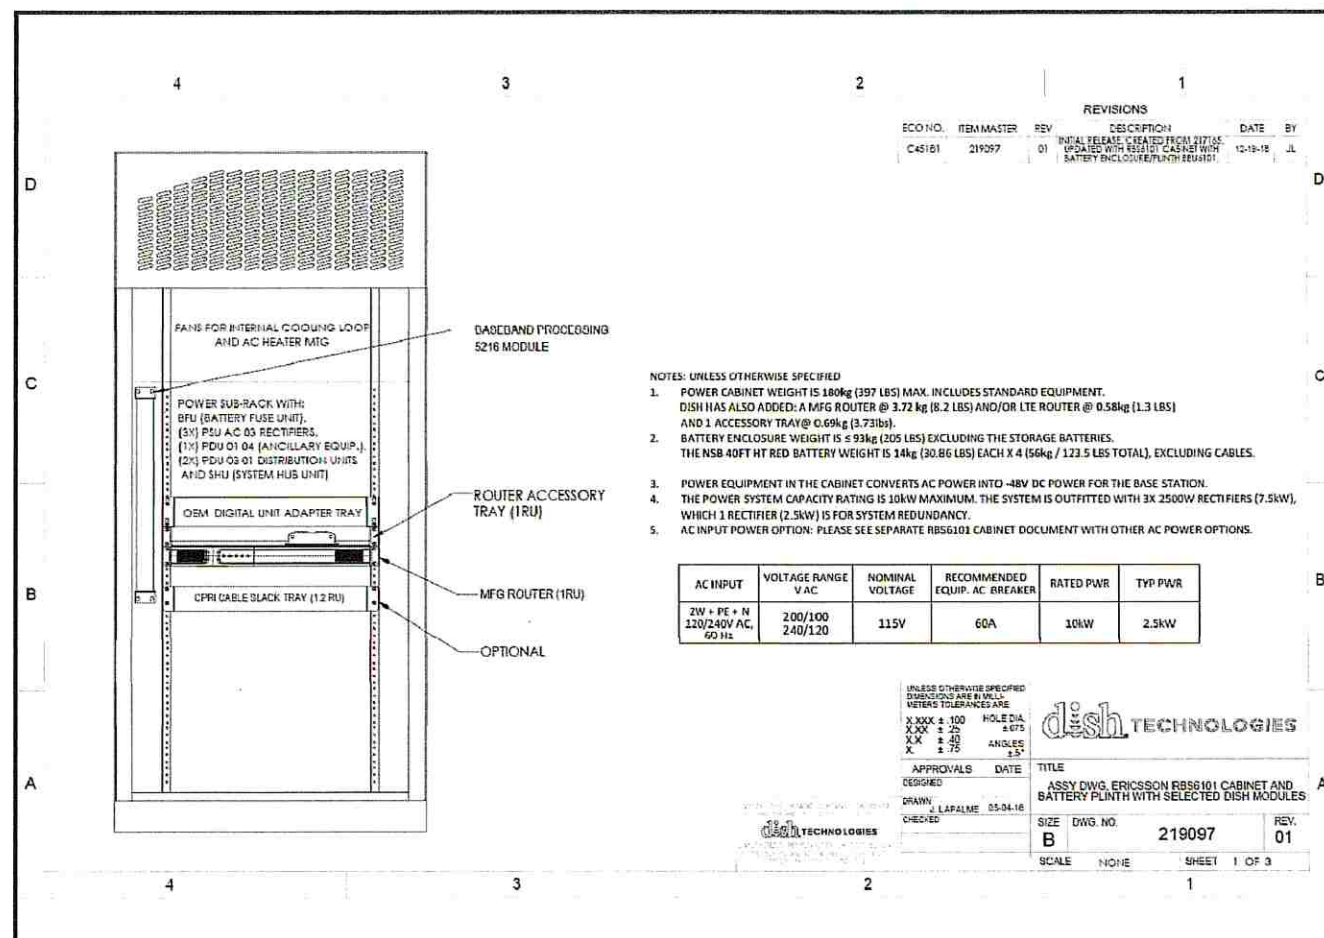 4 3 2 1
REVISIONS
ECO NO. ITEM MASTER REV DESCRIPTION DATE BY
C45181 219097 01 INITIAL RELEASE. CREATED FROM 217165.
UPDATED WITH RBS6101 CABINET WITH
BATTERY ENCLOSURE/PLINTH BBU6101.
12-19-18 JL
D D
FANS FOR INTERNAL COOLING LOOP
AND AC HEATER MTG
BASEBAND PROCESSING
5216 MODULE
C C
POWER SUB-RACK WITH:
BFU (BATTERY FUSE UNIT),
(3X) PSU AC 03 RECTIFIERS,
(1X) PDU 01 04 (ANCILLARY EQUIP.),
(2X) PDU 03 01 DISTRIBUTION UNITS
AND SHU (SYSTEM HUB UNIT)
OEM DIGITAL UNIT ADAPTER TRAY
ROUTER ACCESSORY
TRAY (1RU)
B B
CPRI CABLE SLACK TRAY (1.2 RU)
MFG ROUTER (1RU)
OPTIONAL
NOTES: UNLESS OTHERWISE SPECIFIED
1. POWER CABINET WEIGHT IS 180kg (397 LBS) MAX. INCLUDES STANDARD EQUIPMENT.
DISH HAS ALSO ADDED: A MFG ROUTER @ 3.72 kg (8.2 LBS) AND/OR LTE ROUTER @ 0.58kg (1.3 LBS)
AND 1 ACCESSORY TRAY@ 0.69kg (3.73lbs).
2. BATTERY ENCLOSURE WEIGHT IS ≤ 93kg (205 LBS) EXCLUDING THE STORAGE BATTERIES.
THE NSB 40FT HT RED BATTERY WEIGHT IS 14kg (30.86 LBS) EACH X 4 (56kg / 123.5 LBS TOTAL), EXCLUDING CABLES.
3. POWER EQUIPMENT IN THE CABINET CONVERTS AC POWER INTO -48V DC POWER FOR THE BASE STATION.
4. THE POWER SYSTEM CAPACITY RATING IS 10kW MAXIMUM. THE SYSTEM IS OUTFITTED WITH 3X 2500W RECTIFIERS (7.5kW),
WHICH 1 RECTIFIER (2.5kW) IS FOR SYSTEM REDUNDANCY.
5. AC INPUT POWER OPTION: PLEASE SEE SEPARATE RBS6101 CABINET DOCUMENT WITH OTHER AC POWER OPTIONS.
AC INPUT VOLTAGE RANGE V AC NOMINAL VOLTAGE RECOMMENDED EQUIP. AC BREAKER RATED PWR TYP PWR
2W + PE + N 120/240V AC, 60 Hz 200/100 240/120 115V 60A 10kW 2.5kW
UNLESS OTHERWISE SPECIFIED
DIMENSIONS ARE IN MILLI-
METERS TOLERANCES ARE
X.XXX ± .100 HOLE DIA.
X.XX ± .25 ±.075
X.X ± .40 ANGLES
X. ± .75 ±.5°
dish TECHNOLOGIES
APPROVALS DATE
DESIGNED
DRAWN J. LAPALME 05-04-18
CHECKED
TITLE
ASSY DWG, ERICSSON RBS6101 CABINET AND
BATTERY PLINTH WITH SELECTED DISH MODULES
SIZE B DWG. NO. 219097 REV. 01
SCALE NONE SHEET 1 OF 3
A A
dish TECHNOLOGIES
4 3 2 1